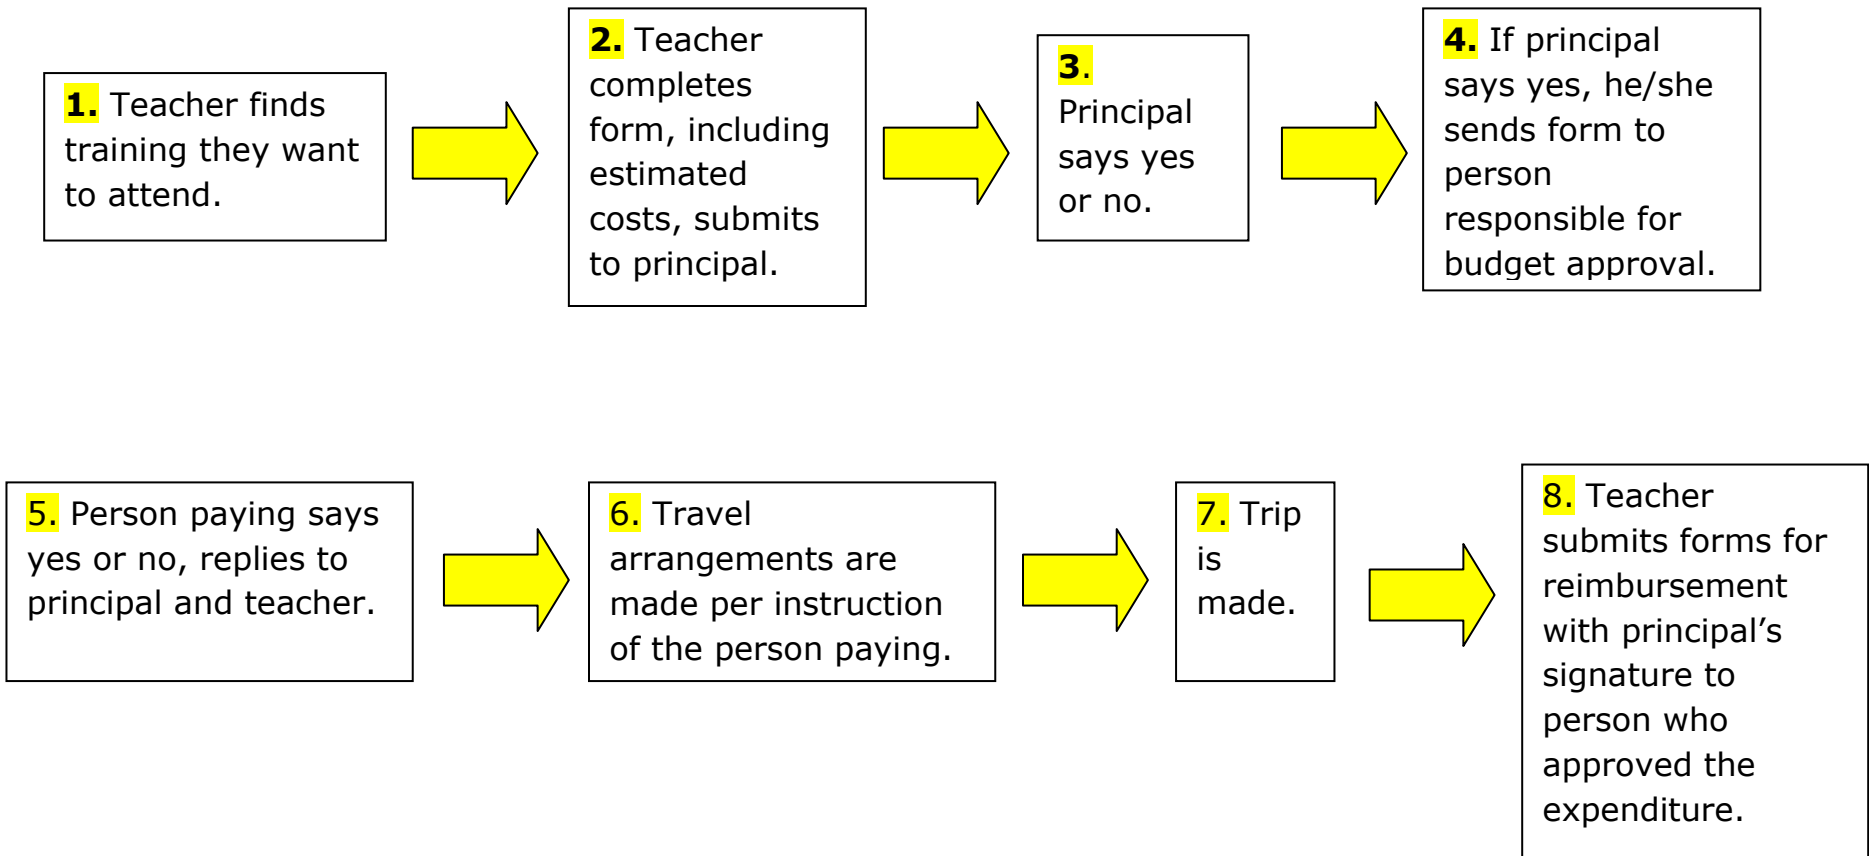 1. Teacher finds
training they want
to attend.
2. Teacher
completes
form, including
estimated
costs, submits
to principal.
3.
Principal
says yes
or no.
4. If principal
says yes, he/she
sends form to
person
responsible for
budget approval.
5. Person paying says
yes or no, replies to
principal and teacher.
6. Travel
arrangements are
made per instruction
of the person paying.
7. Trip
is
made.
8. Teacher
submits forms for
reimbursement
with principal’s
signature to
person who
approved the
expenditure.